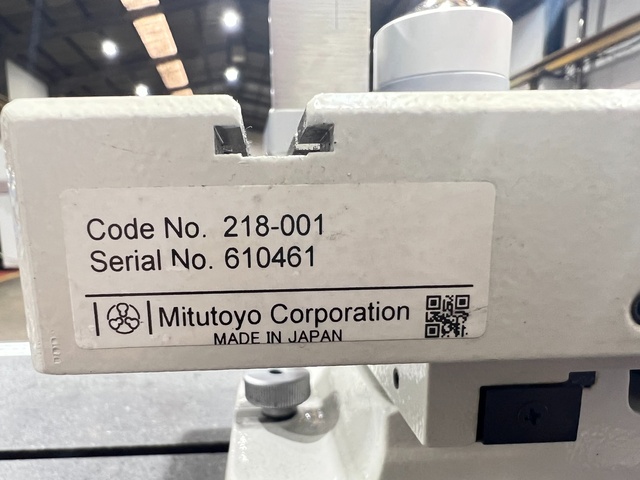 Code No. 218-001
Serial No. 610461
Mitutoyo Corporation
MADE IN JAPAN